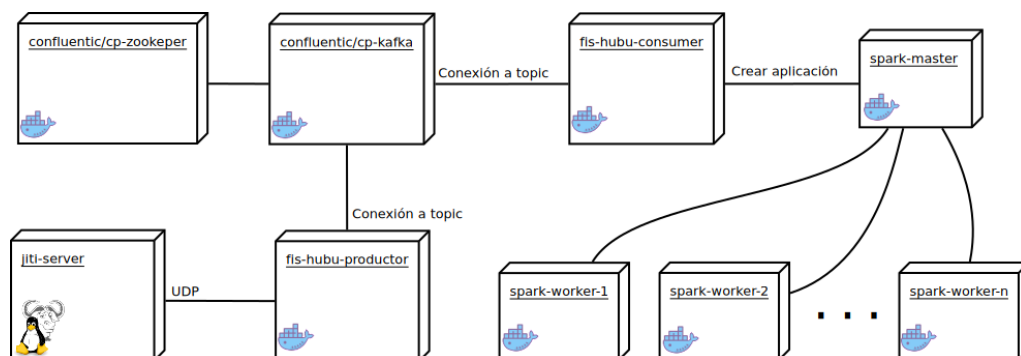 confluentic/cp-zookeper
confluentic/cp-kafka
fis-hubu-consumer
spark-master
Conexión a topic
Crear aplicación
Conexión a topic
jiti-server
fis-hubu-productor
UDP
spark-worker-1
spark-worker-2
spark-worker-n
. . . .